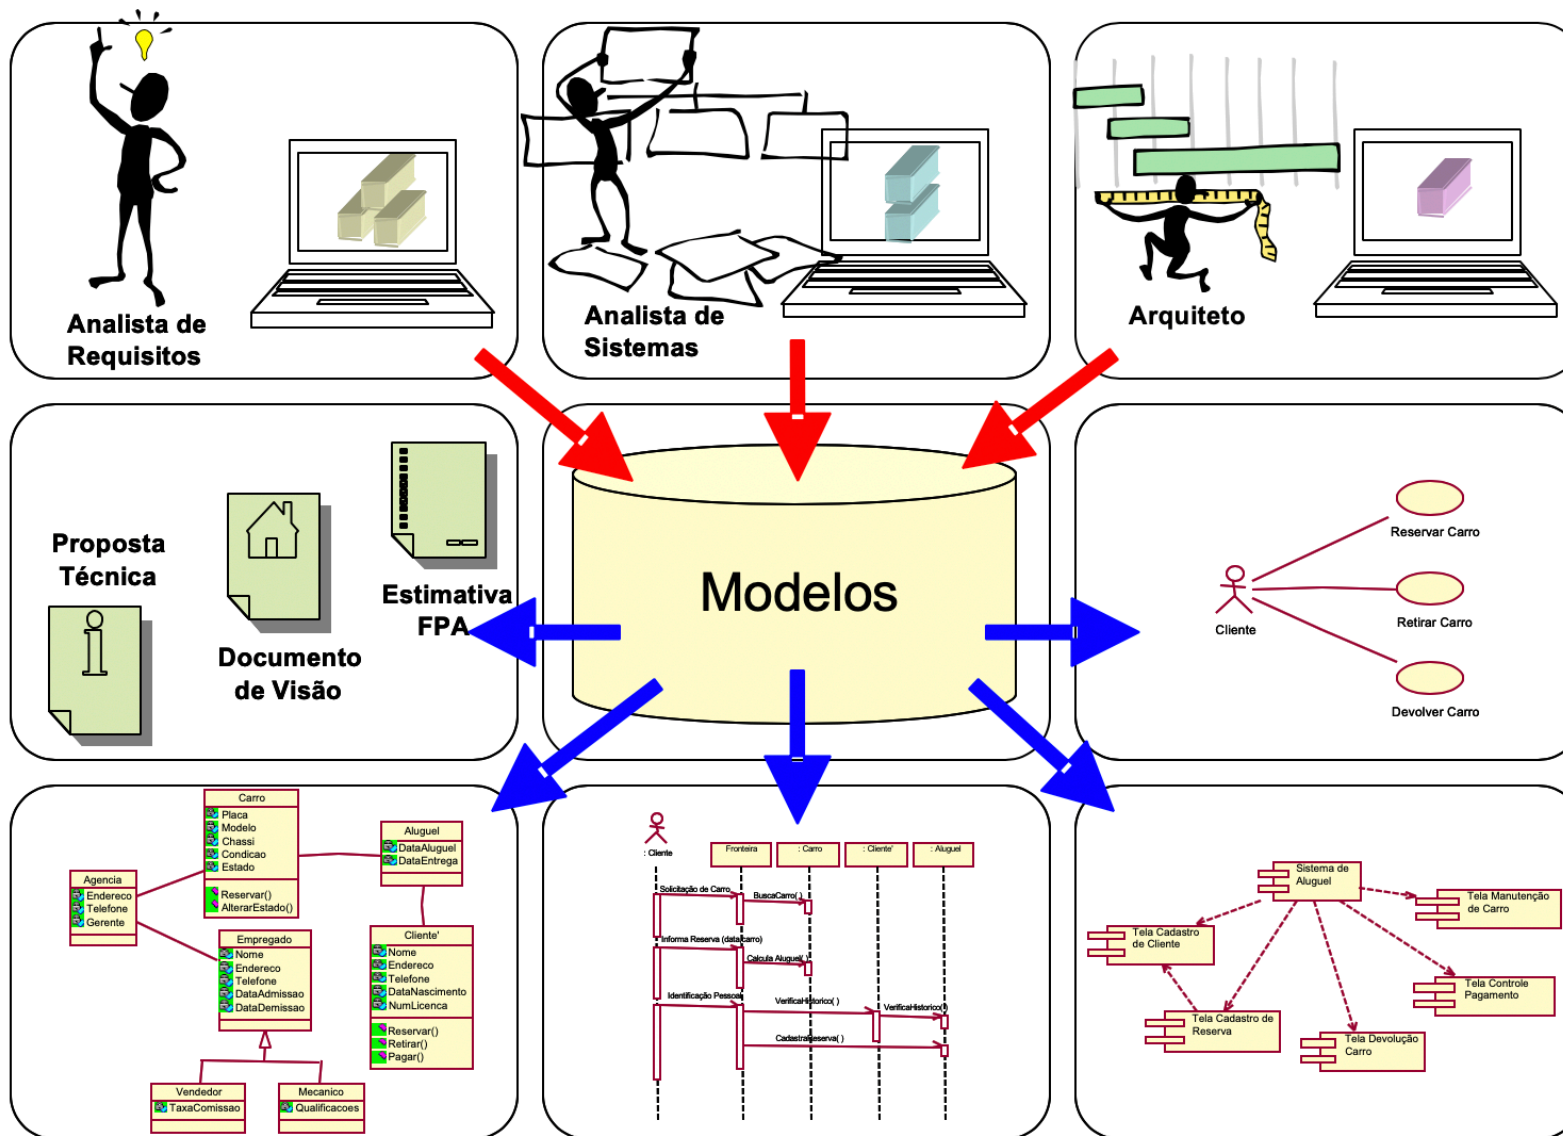 Analista de
Requisitos
Analista de
Sistemas
Arquiteto
Proposta
Técnica
Documento
de Visão
Estimativa
FPA
Modelos
Cliente
Reservar Carro
Retirar Carro
Devolver Carro
Carro
Placa
Modelo
Chassi
Condicao
Estado
Reservar()
AlterarEstado()
Aluguel
DataAluguel
DataEntrega
Agencia
Endereco
Telefone
Gerente
Empregado
Nome
Endereco
Telefone
DataAdmissao
DataDemissao
Cliente'
Nome
Endereco
Telefone
DataNascimento
NumLicenca
Reservar()
Retirar()
Pagar()
Vendedor
TaxaComissao
Mecanico
Qualificacoes
: Cliente
Fronteira
: Carro
: Cliente'
: Aluguel
Solicitação de Carro
BuscaCarro( )
Informa Reserva (data/carro)
Calcula Aluguel( )
Identificação Pessoal
VerificaHistorico( )
VerificaHistorico( )
CadastraReserva( )
Sistema de
Aluguel
Tela Manutenção
de Carro
Tela Cadastro
de Cliente
Tela Controle
Pagamento
Tela Cadastro de
Reserva
Tela Devolução
Carro